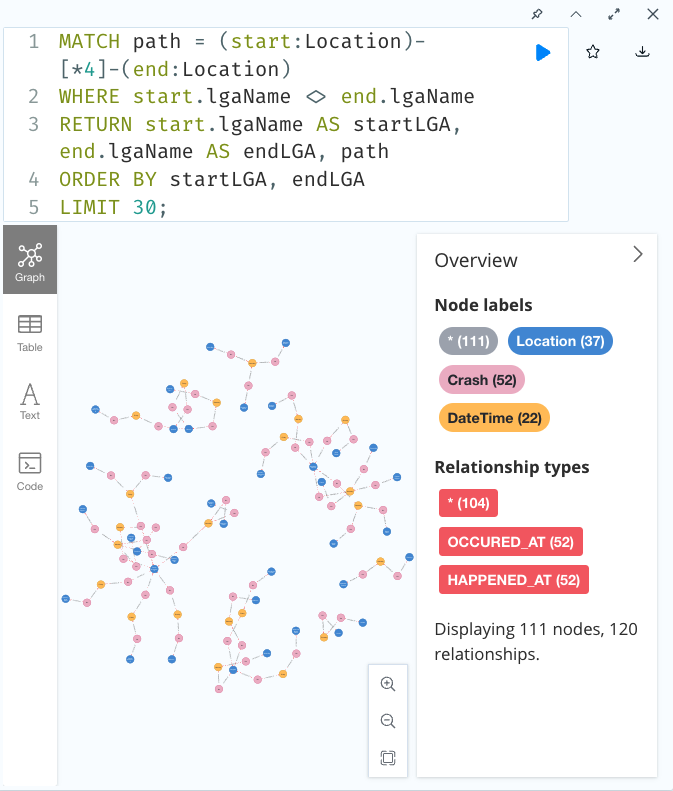 1 MATCH path = (start:Location)-
[*4]-(end:Location)
2 WHERE start.lgaName <> end.lgaName
3 RETURN start.lgaName AS startLGA,
end.lgaName AS endLGA, path
4 ORDER BY startLGA, endLGA
5 LIMIT 30;
Graph
Table
Text
Code
Overview
Node labels
* (111) Location (37)
Crash (52)
DateTime (22)
Relationship types
* (104)
OCCURED_AT (52)
HAPPENED_AT (52)
Displaying 111 nodes, 120
relationships.